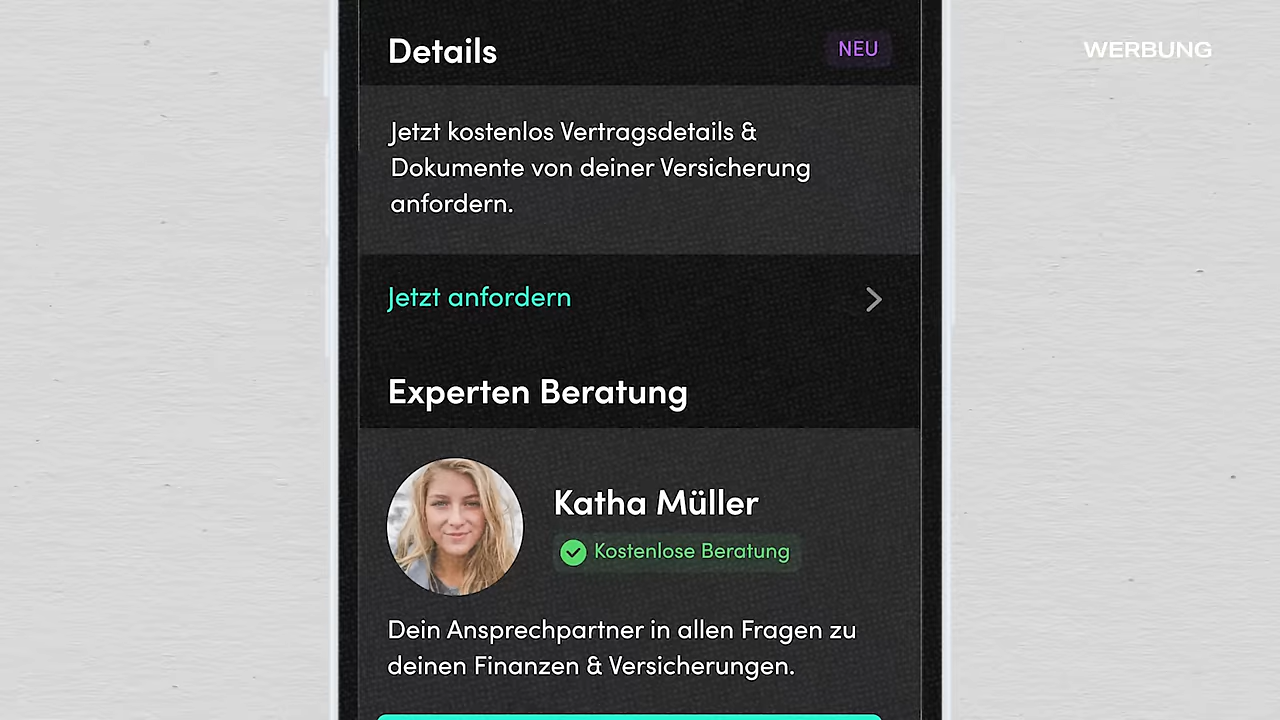 Details
NEU
WERBUNG
Jetzt kostenlos Vertragsdetails &
Dokumente von deiner Versicherung
anfordern.
Jetzt anfordern
Experten Beratung
Katha Müller
Kostenlose Beratung
Dein Ansprechpartner in allen Fragen zu
deinen Finanzen & Versicherungen.